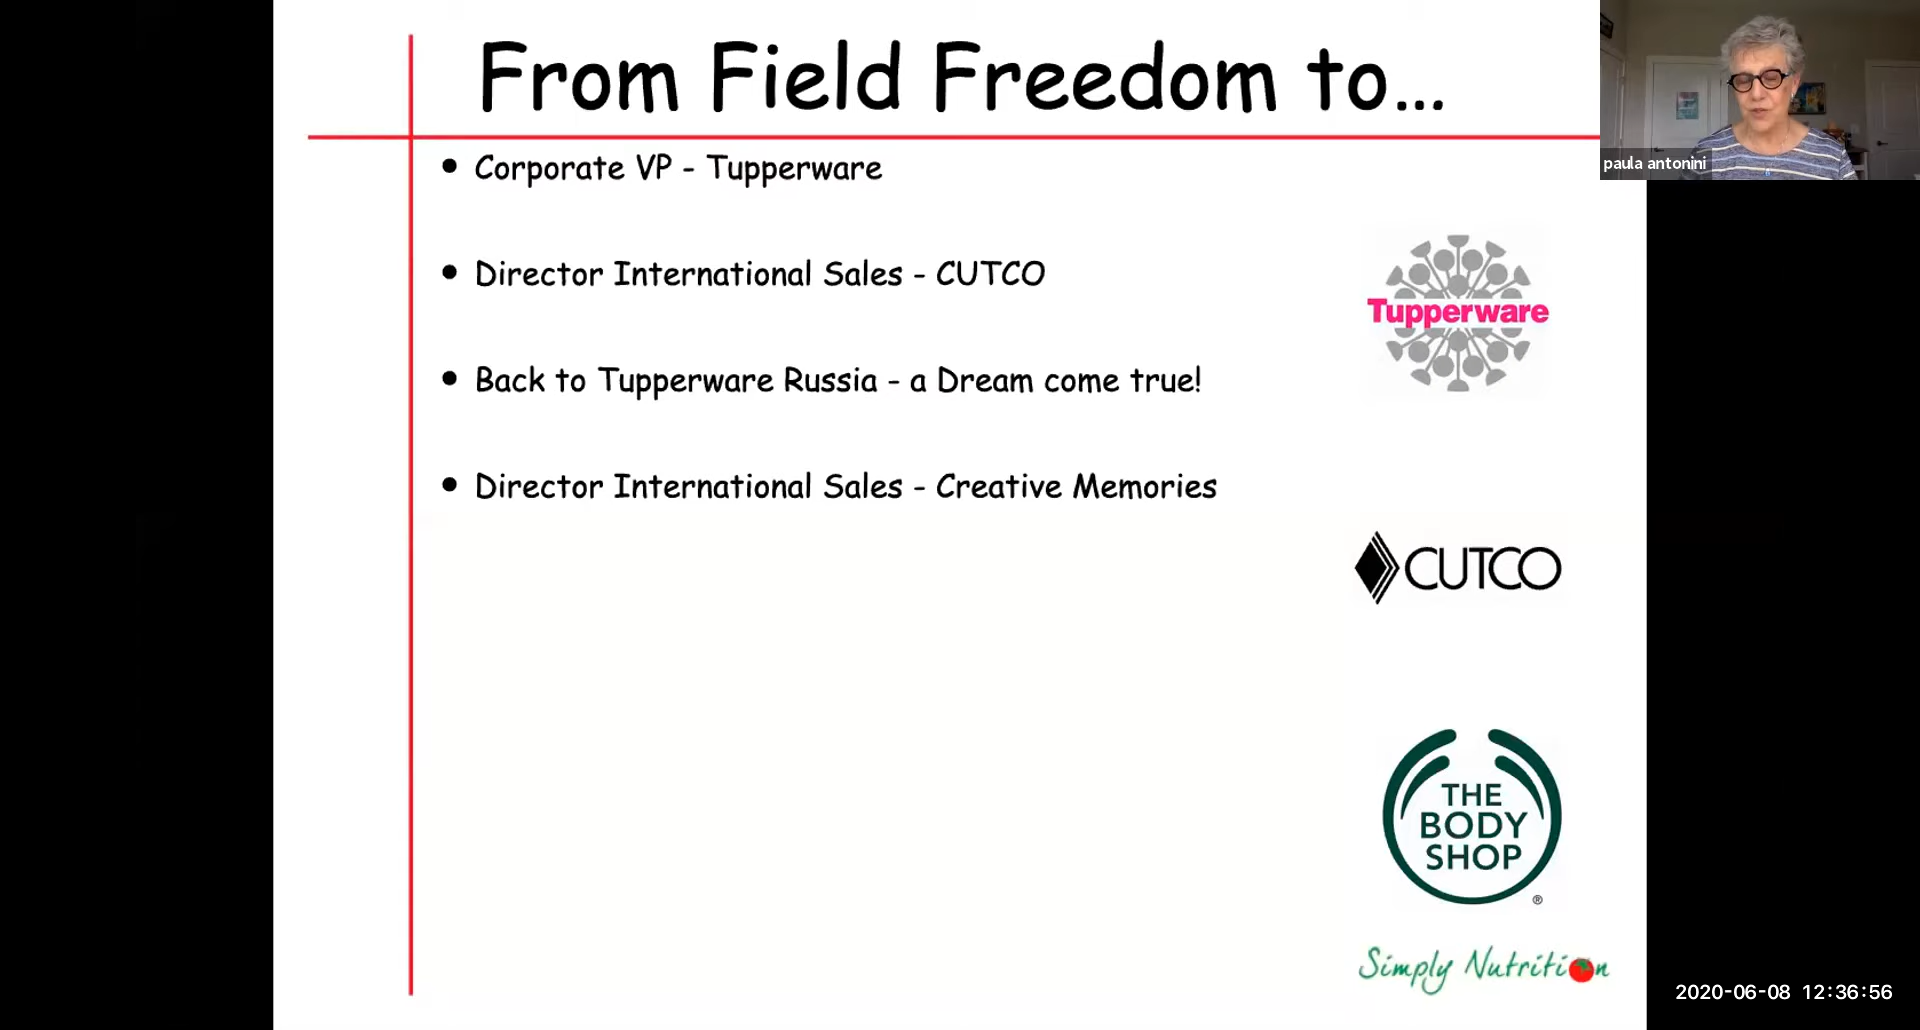 From Field Freedom to...
paula antonini
• Corporate VP - Tupperware
• Director International Sales - CUTCO
Tupperware
• Back to Tupperware Russia - a Dream come true!
• Director International Sales - Creative Memories
CUTCO
THE
BODY
SHOP
®
Simply Nutrition
2020-06-08 12:36:56